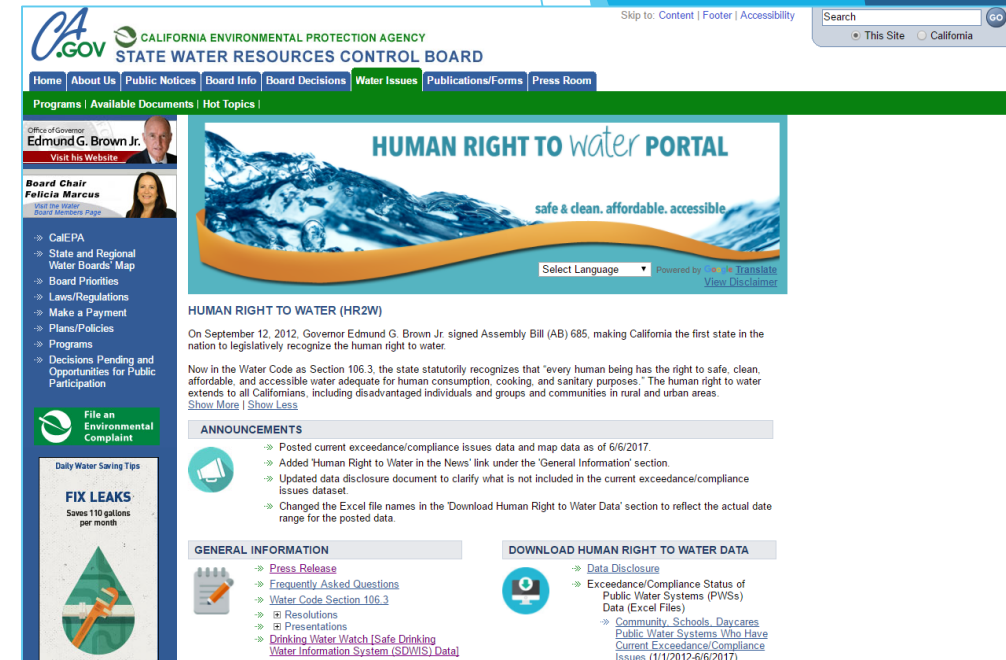 Skip to: Content | Footer | Accessibility
Search
GO
This Site
California
CA
.GOV
CALIFORNIA ENVIRONMENTAL PROTECTION AGENCY
STATE WATER RESOURCES CONTROL BOARD
Home
About Us
Public Notices
Board Info
Board Decisions
Water Issues
Publications/Forms
Press Room
Programs | Available Documents | Hot Topics |
Office of Governor
Edmund G. Brown Jr.
Visit his Website
Board Chair
Felicia Marcus
Visit the Water
Board Members Page
CalEPA
State and Regional
Water Boards' Map
Board Priorities
Laws/Regulations
Make a Payment
Plans/Policies
Programs
Decisions Pending and
Opportunities for Public
Participation
File an
Environmental
Complaint
Daily Water Saving Tips
FIX LEAKS
Saves 110 gallons
per month
HUMAN RIGHT TO water PORTAL
safe & clean. affordable. accessible
Select Language
Powered by Google Translate
View Disclaimer
HUMAN RIGHT TO WATER (HR2W)
On September 12, 2012, Governor Edmund G. Brown Jr. signed Assembly Bill (AB) 685, making California the first state in the
nation to legislatively recognize the human right to water.
Now in the Water Code as Section 106.3, the state statutorily recognizes that “every human being has the right to safe, clean,
affordable, and accessible water adequate for human consumption, cooking, and sanitary purposes.” The human right to water
extends to all Californians, including disadvantaged individuals and groups and communities in rural and urban areas.
Show More | Show Less
ANNOUNCEMENTS
Posted current exceedance/compliance issues data and map data as of 6/6/2017.
Added 'Human Right to Water in the News' link under the 'General Information' section.
Updated data disclosure document to clarify what is not included in the current exceedance/compliance
issues dataset.
Changed the Excel file names in the 'Download Human Right to Water Data' section to reflect the actual date
range for the posted data.
GENERAL INFORMATION
Press Release
Frequently Asked Questions
Water Code Section 106.3
Resolutions
Presentations
Drinking Water Watch [Safe Drinking
Water Information System (SDWIS) Data]
DOWNLOAD HUMAN RIGHT TO WATER DATA
Data Disclosure
Exceedance/Compliance Status of
Public Water Systems (PWSs)
Data (Excel Files)
Community, Schools, Daycares
Public Water Systems Who Have
Current Exceedance/Compliance
Issues (1/1/2012-6/6/2017)